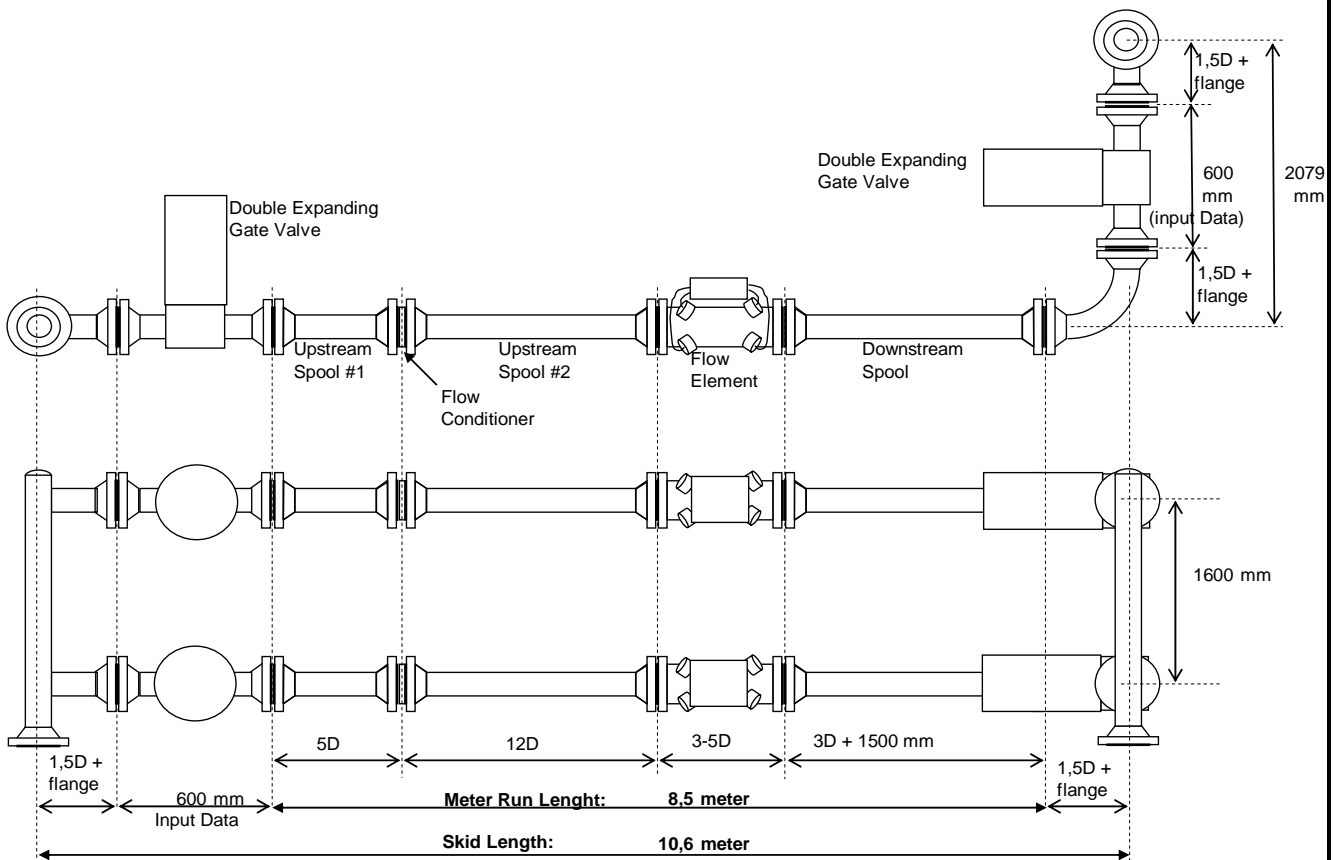 1,5D +
flange
Double Expanding
Gate Valve
600
mm
(input Data)
2079
mm
Double Expanding
Gate Valve
1,5D +
flange
Upstream
Spool #1
Upstream
Spool #2
Flow
Element
Downstream
Spool
Flow
Conditioner
1600 mm
5D
12D
3-5D
3D + 1500 mm
1,5D +
flange
1,5D +
flange
600 mm
Input Data
Meter Run Lenght: 8,5 meter
Skid Length: 10,6 meter